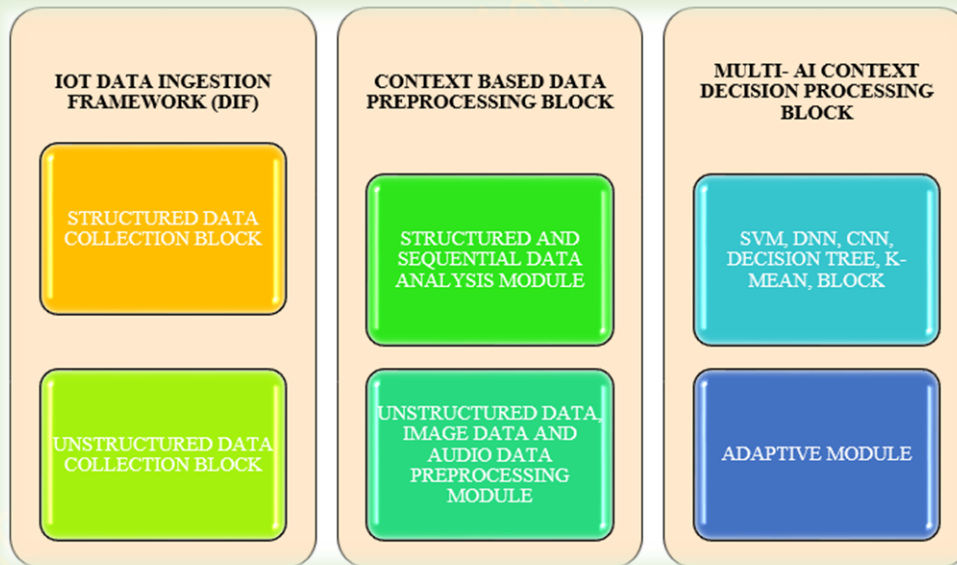 IOT DATA INGESTION
FRAMEWORK (DIF)
STRUCTURED DATA
COLLECTION BLOCK
UNSTRUCTURED DATA
COLLECTION BLOCK
CONTEXT BASED DATA
PREPROCESSING BLOCK
STRUCTURED AND
SEQUENTIAL DATA
ANALYSIS MODULE
UNSTRUCTURED DATA,
IMAGE DATA AND
AUDIO DATA
PREPROCESSING
MODULE
MULTI- AI CONTEXT
DECISION PROCESSING
BLOCK
SVM, DNN, CNN,
DECISION TREE, K-
MEAN, BLOCK
ADAPTIVE MODULE